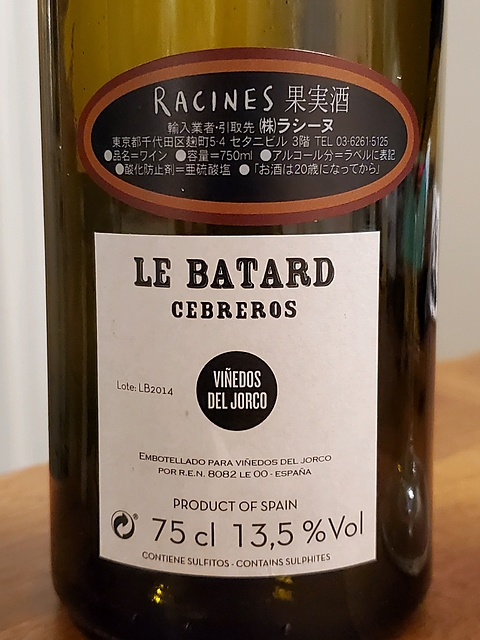 RACINES 果実酒
輸入業者・引取先 (株)ラシーヌ
東京都千代田区麹町5-4 セタニビル 3階 TEL 03-6261-5125
●品名=ワイン ●容量=750ml ●アルコール分=ラベルに表記
●酸化防止剤=亜硫酸塩 ●「お酒は20歳になってから」
LE BATARD
CEBREROS
Lote: LB2014
VIÑEDOS
DEL JORCO
EMBOTELLADO PARA VIÑEDOS DEL JORCO
POR R.E.N. 8082 LE 00 - ESPAÑA
PRODUCT OF SPAIN
75 cl 13,5 %Vol
CONTIENE SULFITOS - CONTAINS SULPHITES